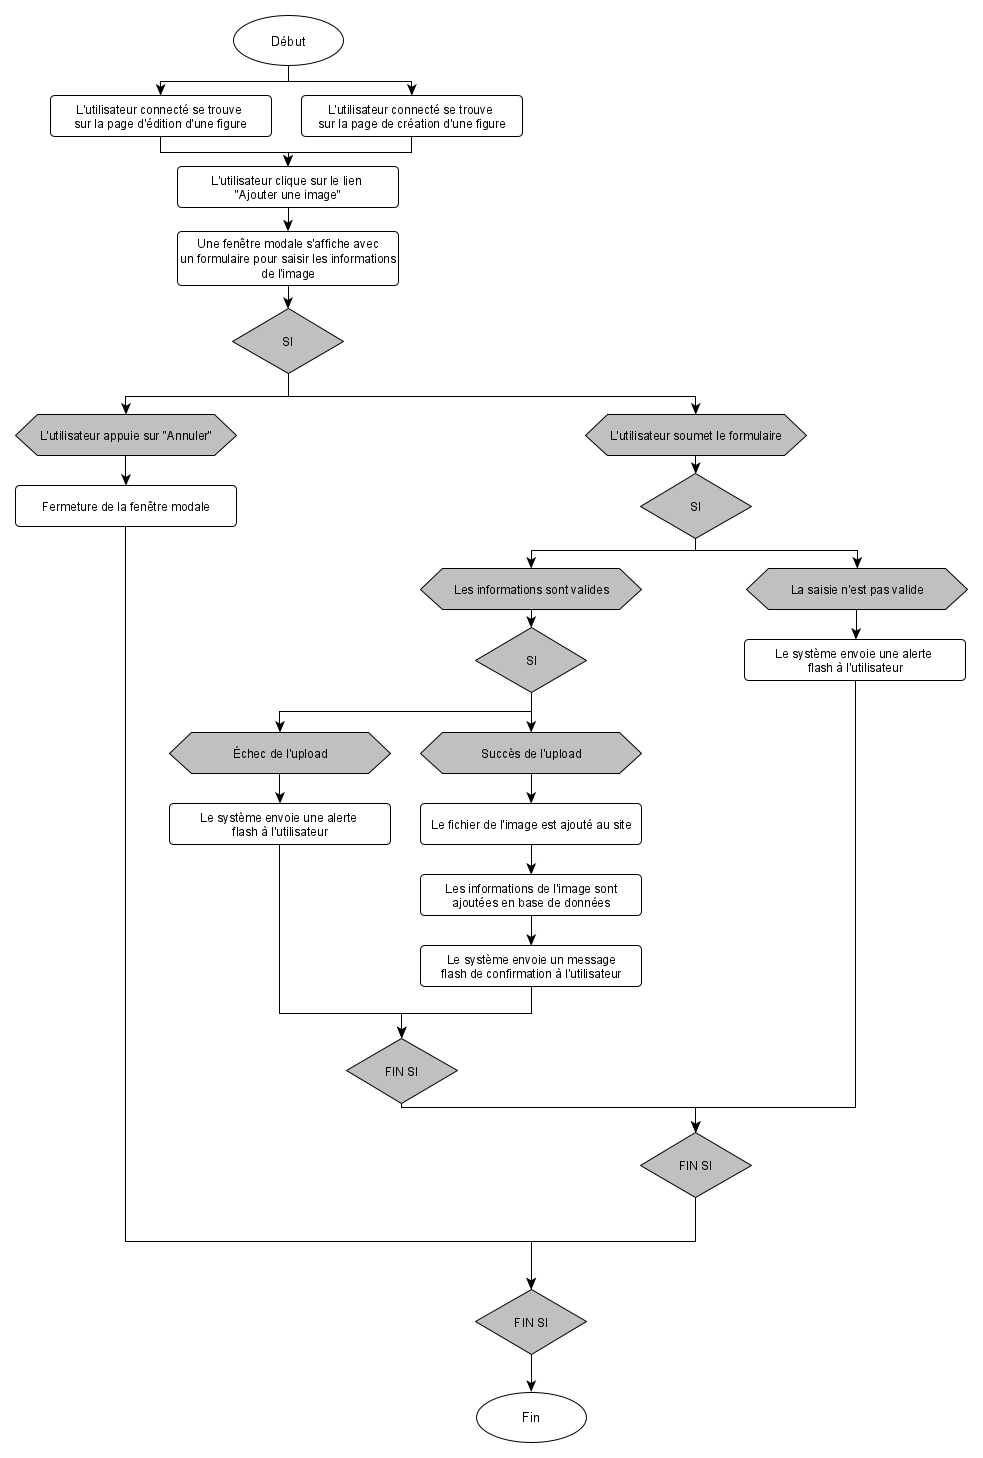 Début
L'utilisateur connecté se trouve
sur la page d'édition d'une figure
L'utilisateur connecté se trouve
sur la page de création d'une figure
L'utilisateur clique sur le lien
"Ajouter une image"
Une fenêtre modale s'affiche avec
un formulaire pour saisir les informations
de l'image
SI
L'utilisateur appuie sur "Annuler"
L'utilisateur soumet le formulaire
Fermeture de la fenêtre modale
SI
Les informations sont valides
La saisie n'est pas valide
SI
Le système envoie une alerte
flash à l'utilisateur
Échec de l'upload
Succès de l'upload
Le système envoie une alerte
flash à l'utilisateur
Le fichier de l'image est ajouté au site
Les informations de l'image sont
ajoutées en base de données
Le système envoie un message
flash de confirmation à l'utilisateur
FIN SI
FIN SI
FIN SI
Fin